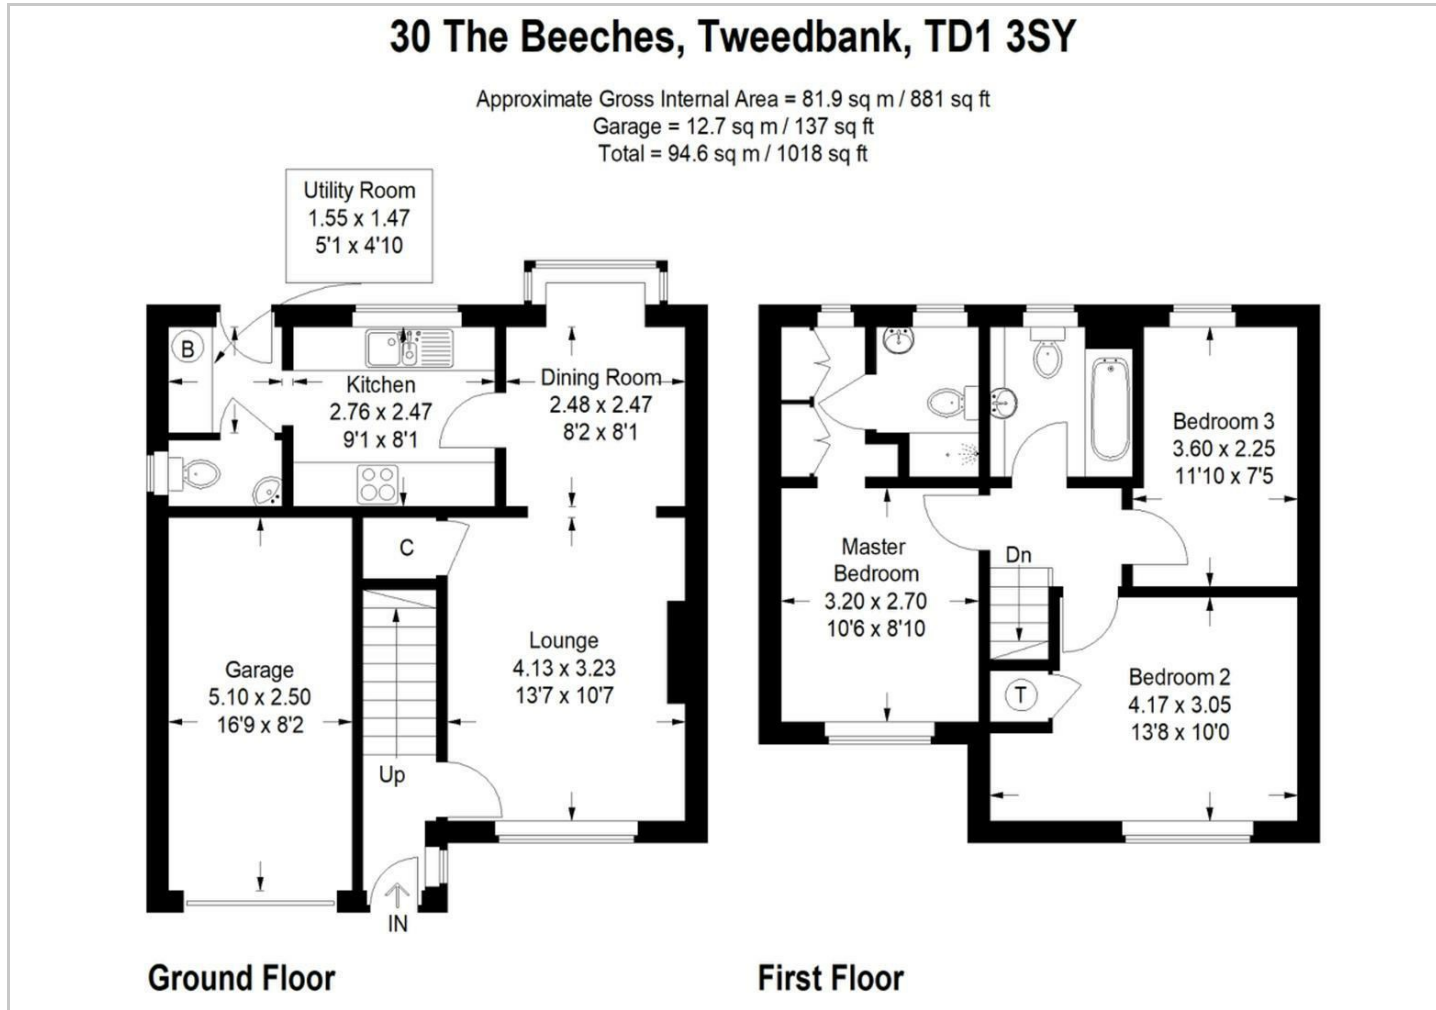 30 The Beeches, Tweedbank, TD1 3SY
Approximate Gross Internal Area = 81.9 sq m / 881 sq ft
Garage = 12.7 sq m / 137 sq ft
Total = 94.6 sq m / 1018 sq ft
Utility Room
1.55 x 1.47
5'1 x 4'10
B
Kitchen
2.76 x 2.47
9'1 x 8'1
Dining Room
2.48 x 2.47
8'2 x 8'1
C
Garage
5.10 x 2.50
16'9 x 8'2
Lounge
4.13 x 3.23
13'7 x 10'7
Up
IN
Ground Floor
Bedroom 3
3.60 x 2.25
11'10 x 7'5
Master
Bedroom
3.20 x 2.70
10'6 x 8'10
Dn
Bedroom 2
4.17 x 3.05
13'8 x 10'0
T
First Floor